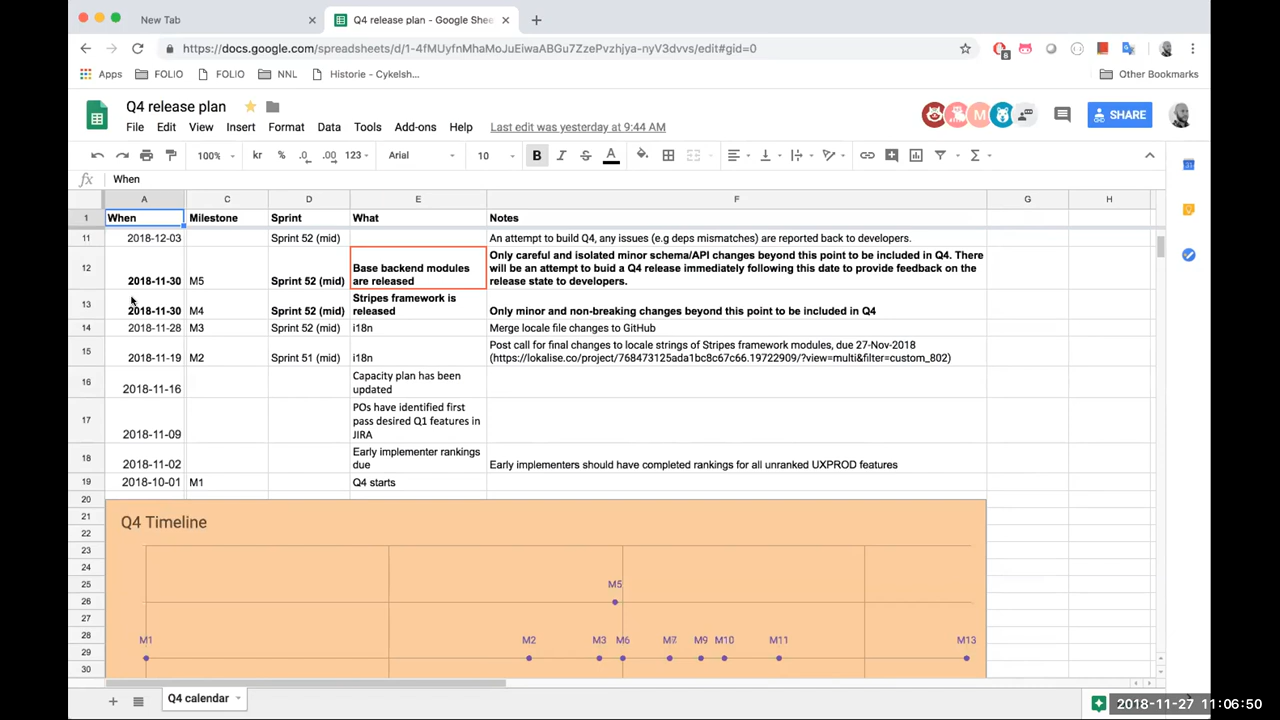 New Tab
Q4 release plan - Google Shee
https://docs.google.com/spreadsheets/d/1-4fMUyfnMhaMoJuEiwaABGu7ZzePvzhjya-nyV3dvvs/edit#gid=0
Apps FOLIO FOLIO NNL Historie - Cykelsh... Other Bookmarks
Q4 release plan
File Edit View Insert Format Data Tools Add-ons Help Last edit was yesterday at 9:44 AM
M
SHARE
100% kr % .0 .00 123 Arial 10 B I S A
fx When
A C D E F G H
1 When Milestone Sprint What Notes
11 2018-12-03 Sprint 52 (mid) An attempt to build Q4, any issues (e.g deps mismatches) are reported back to developers.
12 2018-11-30 M5 Sprint 52 (mid)
Base backend modules
are released
Only careful and isolated minor schema/API changes beyond this point to be included in Q4. There
will be an attempt to buid a Q4 release immediately following this date to provide feedback on the
release state to developers.
13 2018-11-30 M4 Sprint 52 (mid)
Stripes framework is
released
Only minor and non-breaking changes beyond this point to be included in Q4
14 2018-11-28 M3 Sprint 52 (mid) i18n Merge locale file changes to GitHub
15 2018-11-19 M2 Sprint 51 (mid) i18n
Post call for final changes to locale strings of Stripes framework modules, due 27-Nov-2018
(https://lokalise.co/project/768473125ada1bc8c67c66.19722909/?view=multi&filter=custom_802)
16 2018-11-16
Capacity plan has been
updated
17 2018-11-09
POs have identified first
pass desired Q1 features in
JIRA
18 2018-11-02
Early implementer rankings
due
Early implementers should have completed rankings for all unranked UXPROD features
19 2018-10-01 M1 Q4 starts
20
21
22
23
24
25
26
27
28
29
30
Q4 Timeline
M5
M1 M2 M3 M6 M7 M9 M10 M11 M13
Q4 calendar
2018-11-27 11:06:50